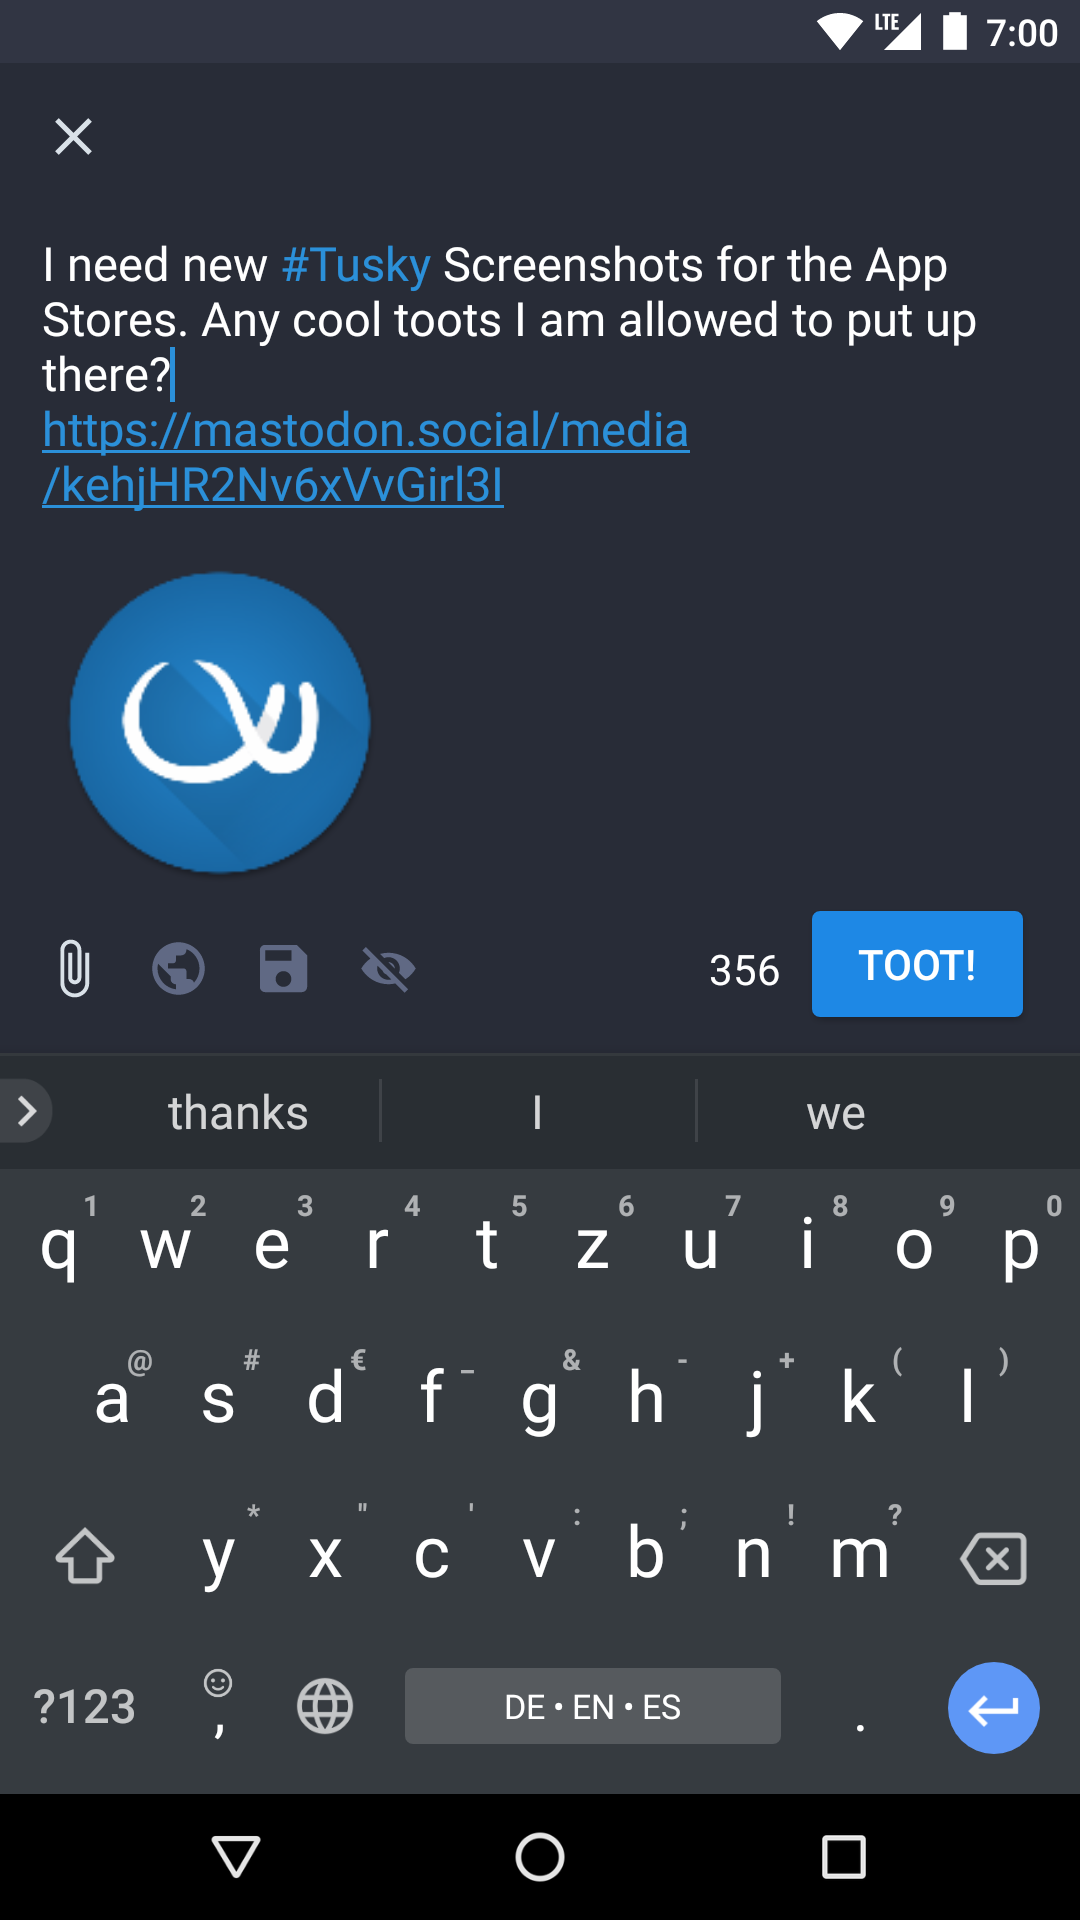 LTE 7:00
I need new #Tusky Screenshots for the App
Stores. Any cool toots I am allowed to put up
there?
https://mastodon.social/media
/kehjHR2Nv6xVvGirl3I
356 TOOT!
thanks I we
1 2 3 4 5 6 7 8 9 0
q w e r t z u i o p
@ # € _ & - + ( )
a s d f g h j k l
* " ' : ; ! ?
y x c v b n m
?123 , DE • EN • ES .